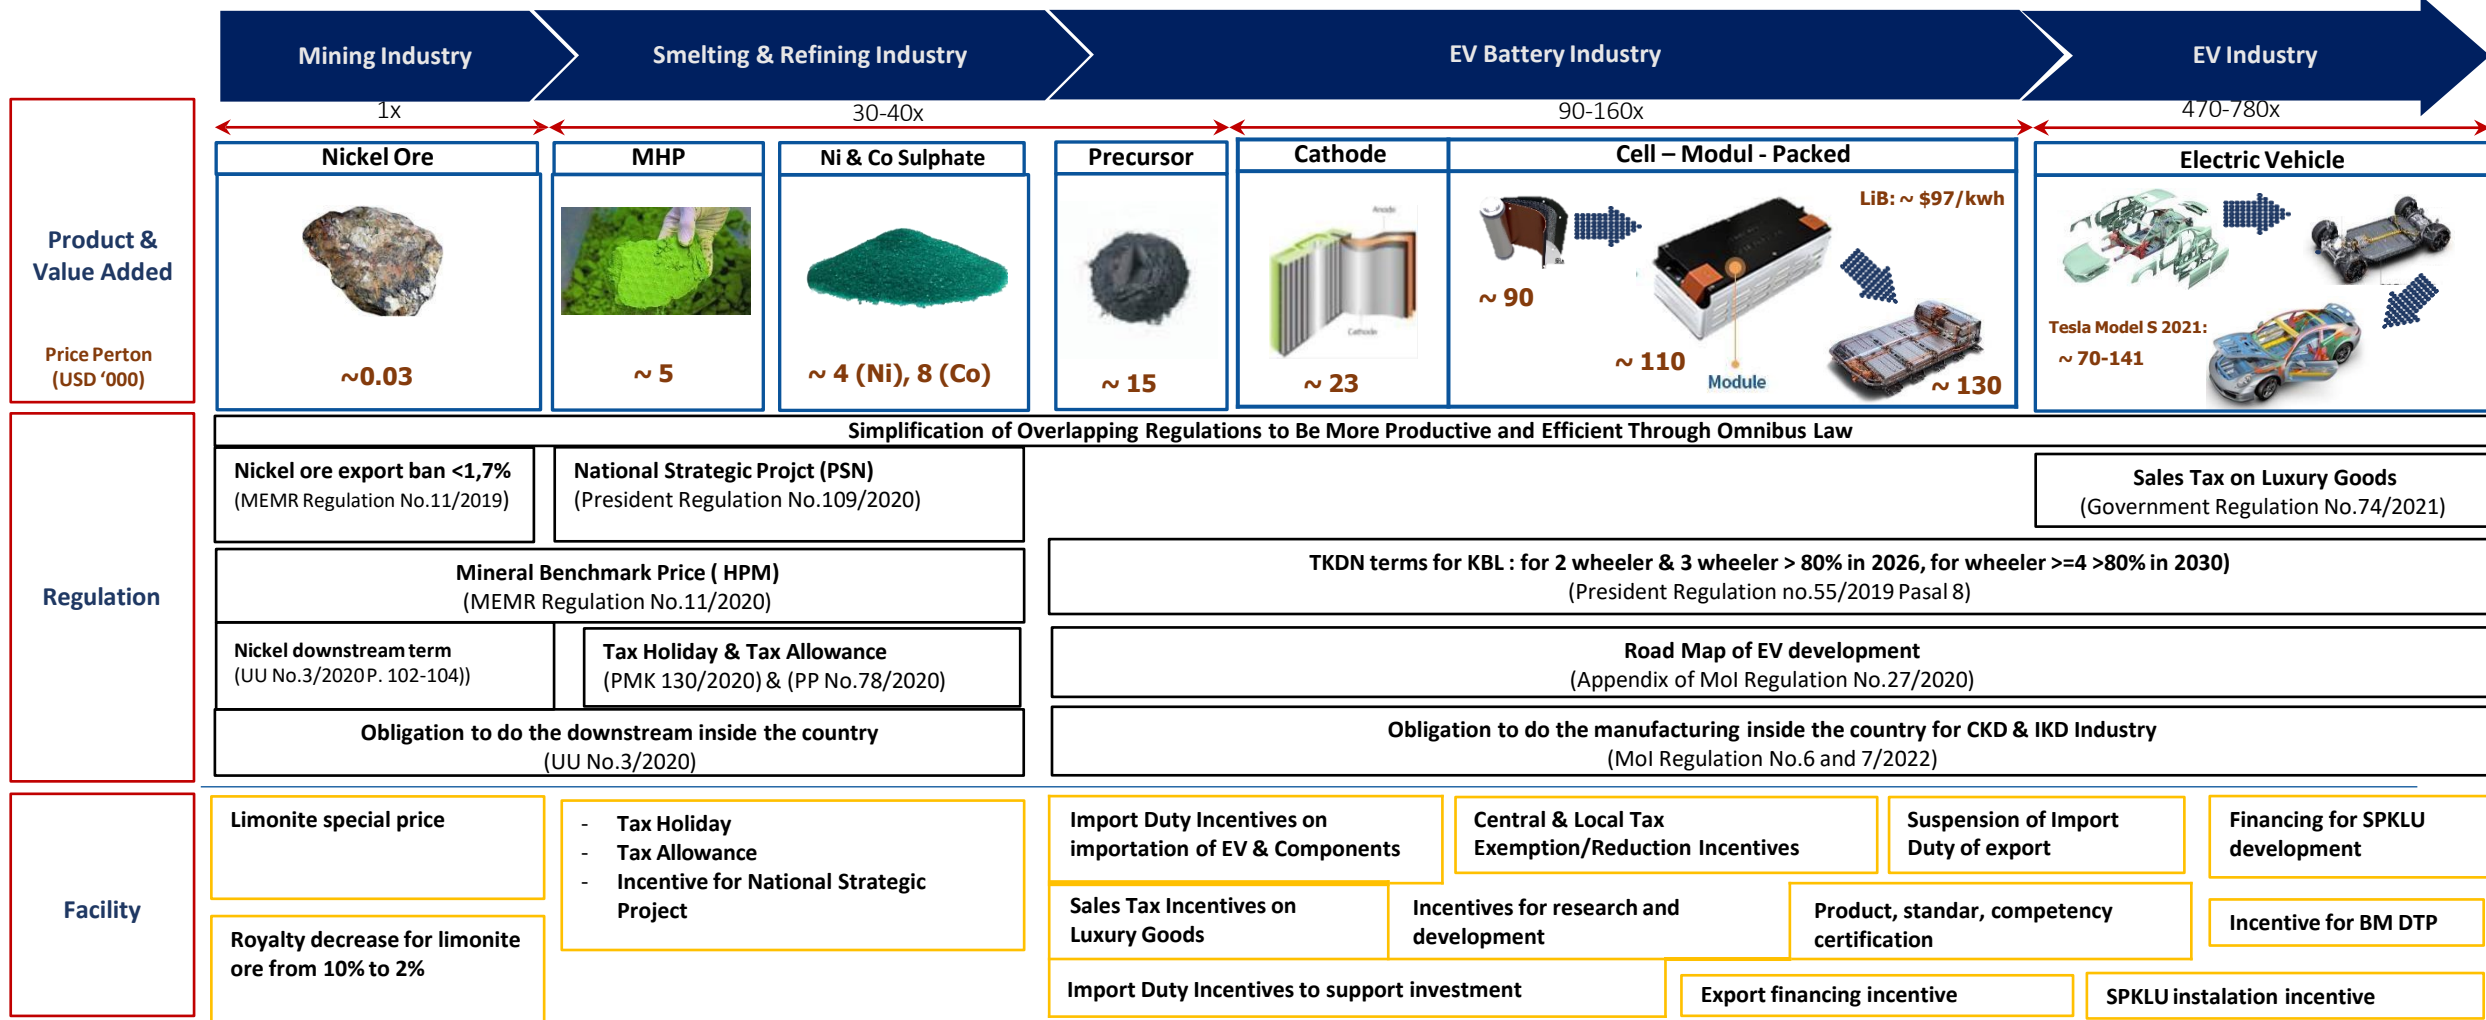 Mining Industry
Smelting & Refining Industry
EV Battery Industry
EV Industry
1x
30-40x
90-160x
470-780x
Product &
Value Added
Price Perton
(USD ‘000)
Nickel Ore
~0.03
MHP
~ 5
Ni & Co Sulphate
~ 4 (Ni), 8 (Co)
Precursor
~ 15
Cathode
Anode
Cathode
~ 23
Cell – Modul - Packed
LiB: ~ $97/kwh
~ 90
~ 110
Module
~ 130
Electric Vehicle
Tesla Model S 2021:
~ 70-141
Regulation
Simplification of Overlapping Regulations to Be More Productive and Efficient Through Omnibus Law
Nickel ore export ban <1,7%
(MEMR Regulation No.11/2019)
National Strategic Projct (PSN)
(President Regulation No.109/2020)
Sales Tax on Luxury Goods
(Government Regulation No.74/2021)
Mineral Benchmark Price ( HPM)
(MEMR Regulation No.11/2020)
TKDN terms for KBL : for 2 wheeler & 3 wheeler > 80% in 2026, for wheeler >=4 >80% in 2030)
(President Regulation no.55/2019 Pasal 8)
Nickel downstream term
(UU No.3/2020 P. 102-104))
Tax Holiday & Tax Allowance
(PMK 130/2020) & (PP No.78/2020)
Road Map of EV development
(Appendix of MoI Regulation No.27/2020)
Obligation to do the downstream inside the country
(UU No.3/2020)
Obligation to do the manufacturing inside the country for CKD & IKD Industry
(MoI Regulation No.6 and 7/2022)
Facility
Limonite special price
Royalty decrease for limonite
ore from 10% to 2%
- Tax Holiday
- Tax Allowance
- Incentive for National Strategic
Project
Import Duty Incentives on
importation of EV & Components
Central & Local Tax
Exemption/Reduction Incentives
Suspension of Import
Duty of export
Financing for SPKLU
development
Sales Tax Incentives on
Luxury Goods
Incentives for research and
development
Product, standar, competency
certification
Incentive for BM DTP
Import Duty Incentives to support investment
Export financing incentive
SPKLU instalation incentive